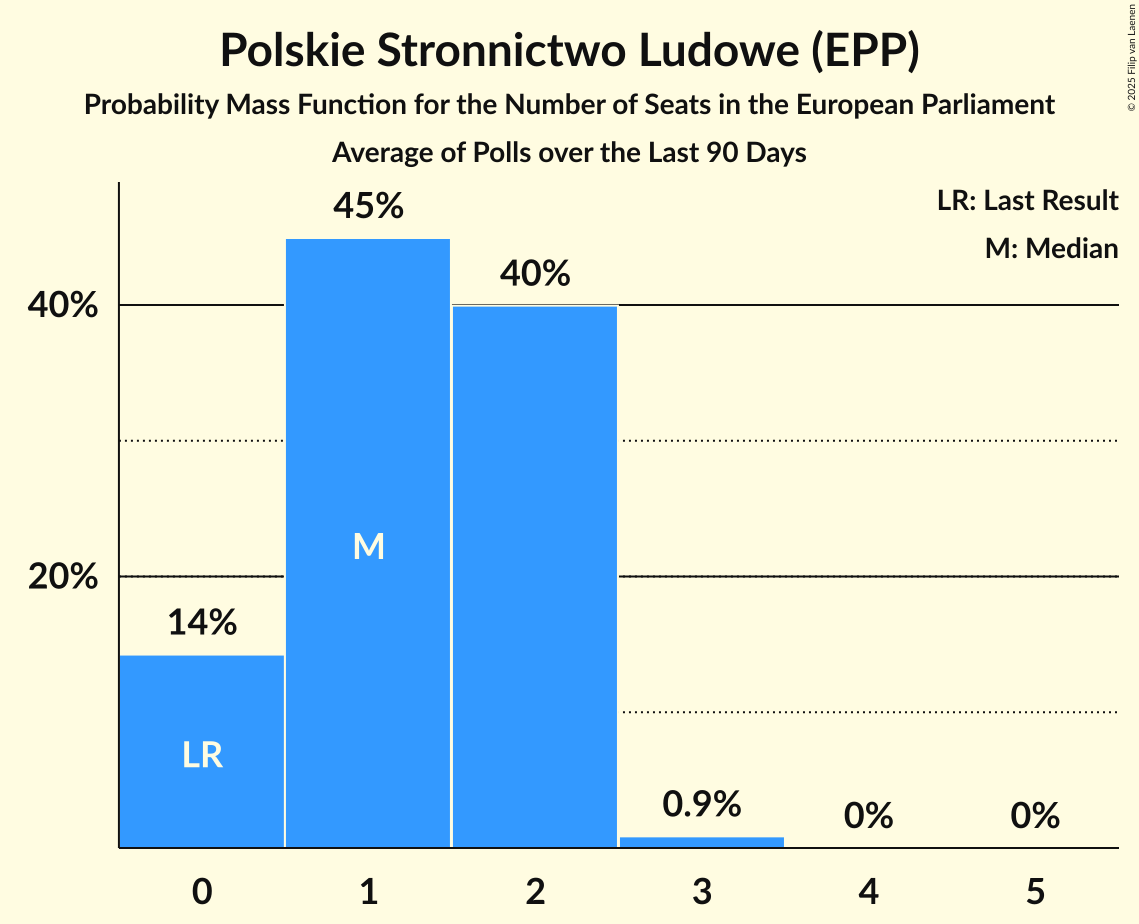 Polskie Stronnictwo Ludowe (EPP)
Probability Mass Function for the Number of Seats in the European Parliament
Average of Polls over the Last 90 Days
© 2025 Filip van Laenen
LR: Last Result
M: Median
45%
40%
40%
M
20%
14%
LR
0.9%
0%
0%
0
1
2
3
4
5